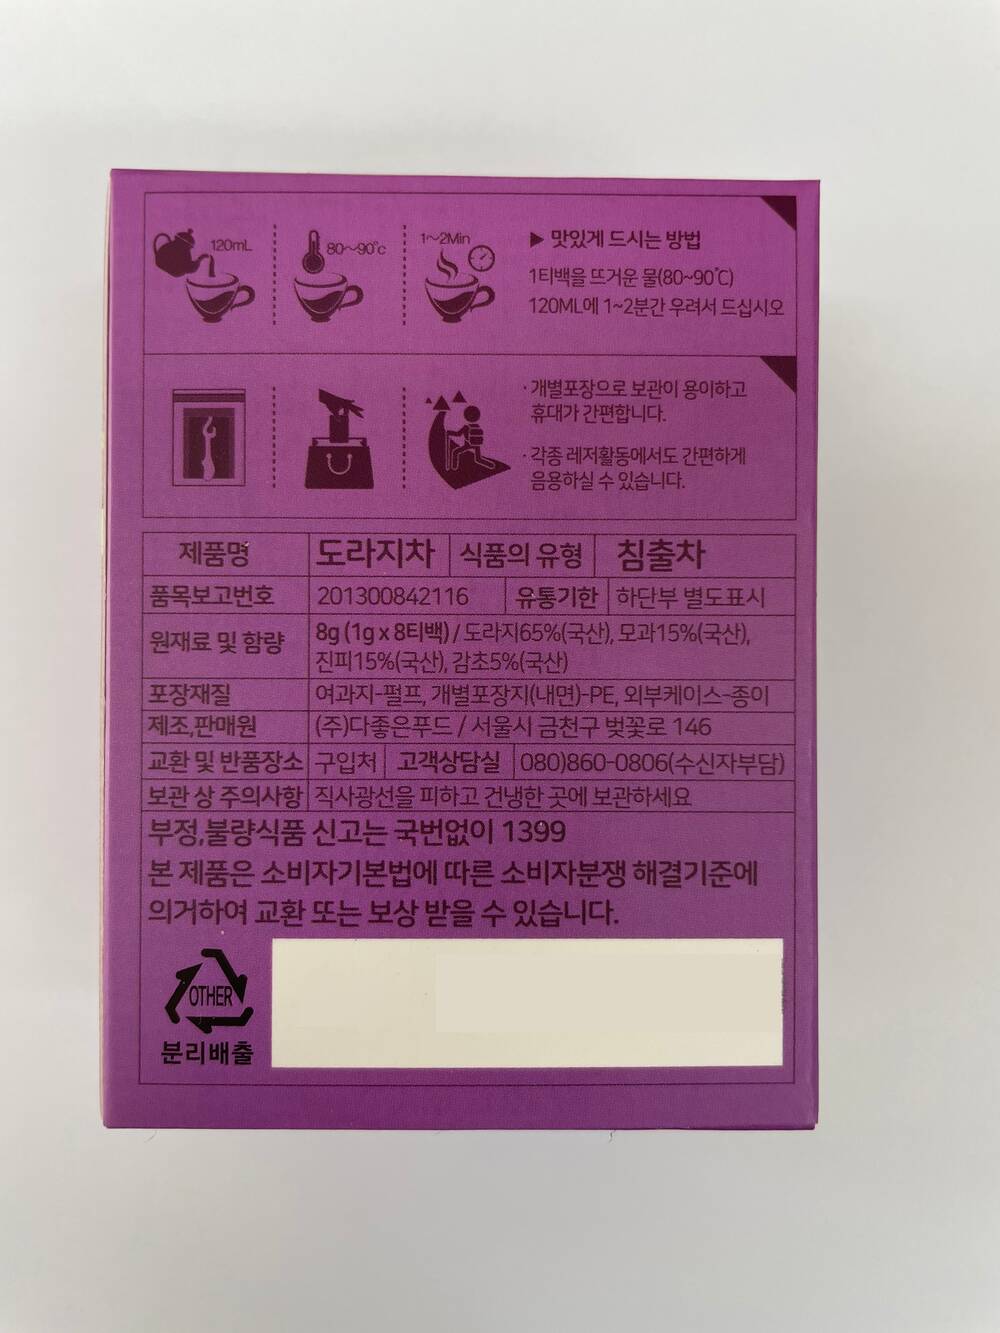 120mL
80~90°c
1~2Min
▶ 맛있게 드시는 방법
1티백을 뜨거운 물(80~90℃)
120ML에 1~2분간 우려서 드십시오
· 개별포장으로 보관이 용이하고
휴대가 간편합니다.
· 각종 레저활동에서도 간편하게
음용하실 수 있습니다.
제품명 도라지차 식품의 유형 침출차
품목보고번호 201300842116 유통기한 하단부 별도표시
원재료 및 함량 8g (1g x 8티백) / 도라지65%(국산), 모과15%(국산),
진피15%(국산), 감초5%(국산)
포장재질 여과지-펄프, 개별포장지(내면)-PE, 외부케이스-종이
제조,판매원 (주)다좋은푸드 / 서울시 금천구 벚꽃로 146
교환 및 반품장소 구입처 고객상담실 080)860-0806(수신자부담)
보관 상 주의사항 직사광선을 피하고 건냉한 곳에 보관하세요
부정,불량식품 신고는 국번없이 1399
본 제품은 소비자기본법에 따른 소비자분쟁 해결기준에
의거하여 교환 또는 보상 받을 수 있습니다.
OTHER
분리배출